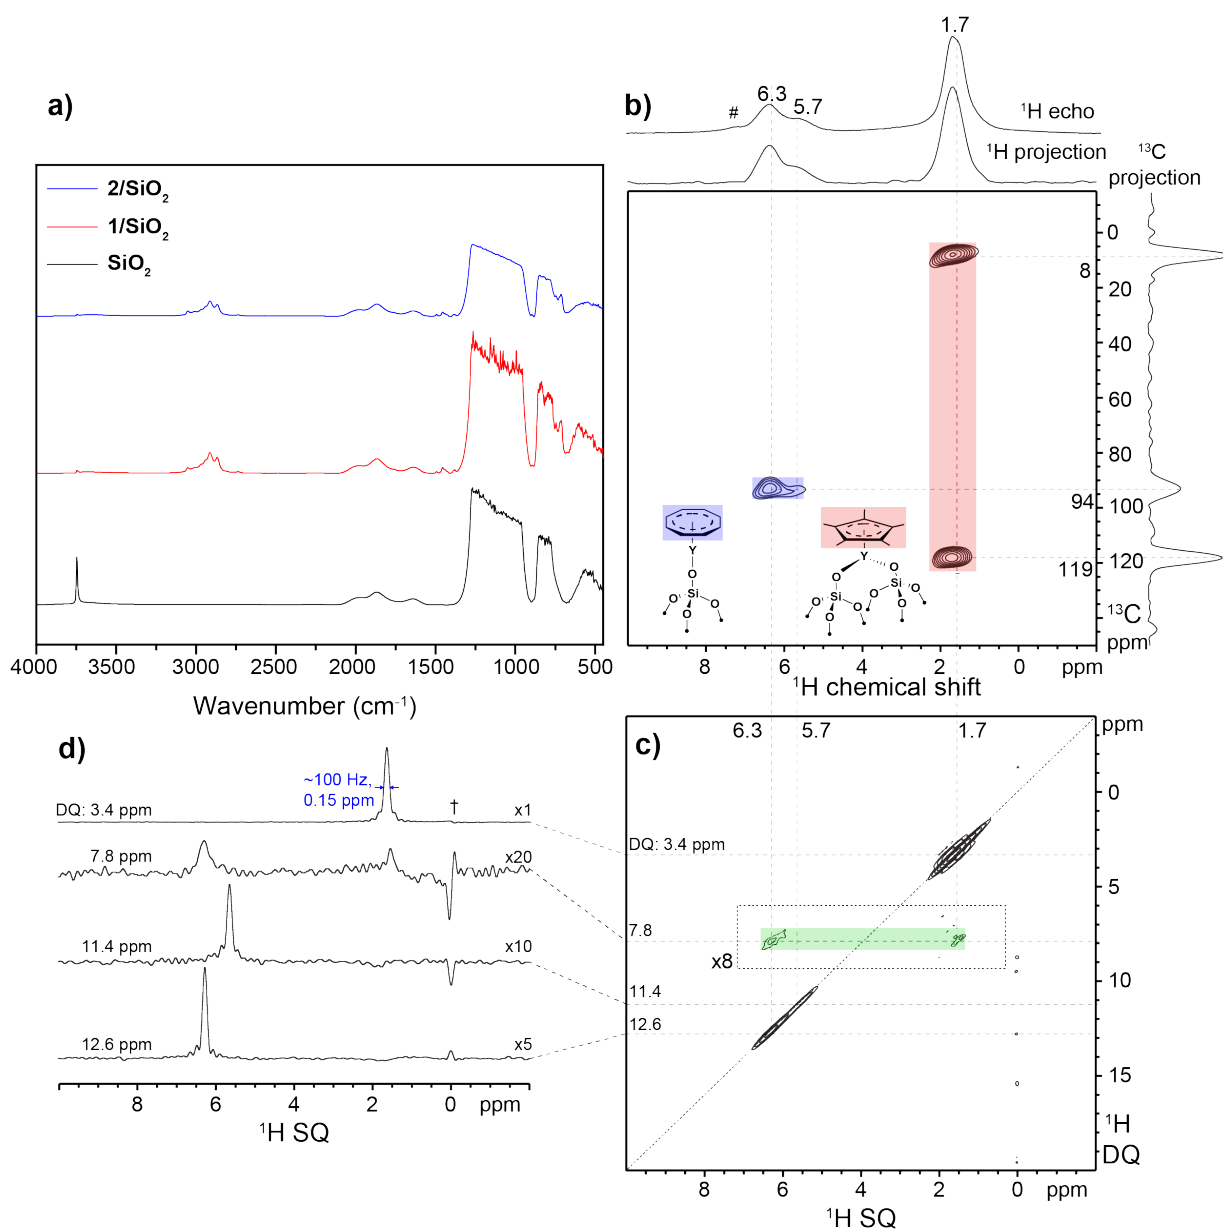 a)
2/SiO2
1/SiO2
SiO2
4000 3500 3000 2500 2000 1500 1000 500
Wavenumber (cm⁻¹)
b)
1.7
6.3
5.7
#
¹H echo
¹H projection
¹³C
projection
0
8
20
40
60
80
94
100
119
120
¹³C
ppm
Y
O
Si
O
O
O
Y
O
O
Si
Si
O
O
O
O
O
O
8 6 4 2 0 ppm
¹H chemical shift
c)
6.3 5.7 1.7
ppm
0
DQ: 3.4 ppm
5
7.8
x8
10
11.4
12.6
15
¹H
DQ
8 6 4 2 0 ppm
¹H SQ
d)
~100 Hz,
0.15 ppm
†
DQ: 3.4 ppm x1
7.8 ppm x20
11.4 ppm x10
12.6 ppm x5
8 6 4 2 0 ppm
¹H SQ